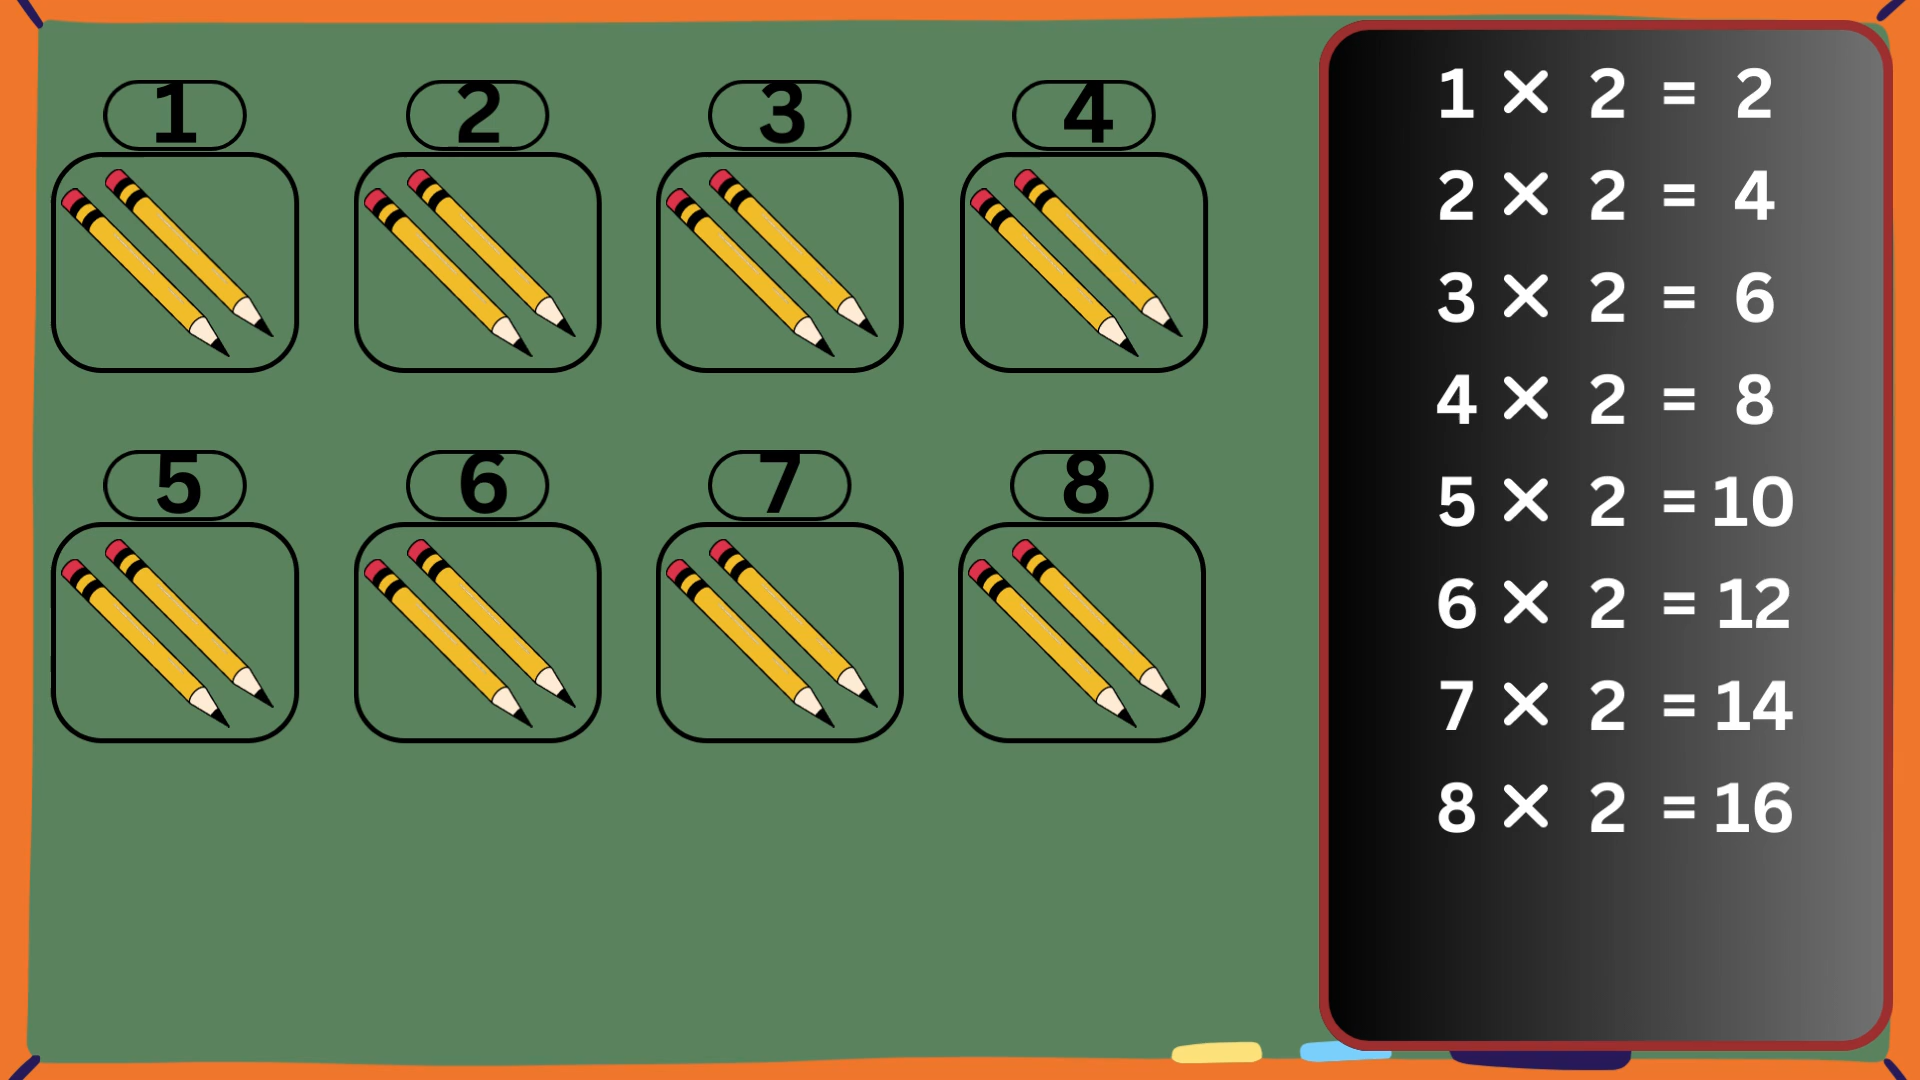 1 2 3 4
5 6 7 8
1 × 2 = 2
2 × 2 = 4
3 × 2 = 6
4 × 2 = 8
5 × 2 = 10
6 × 2 = 12
7 × 2 = 14
8 × 2 = 16